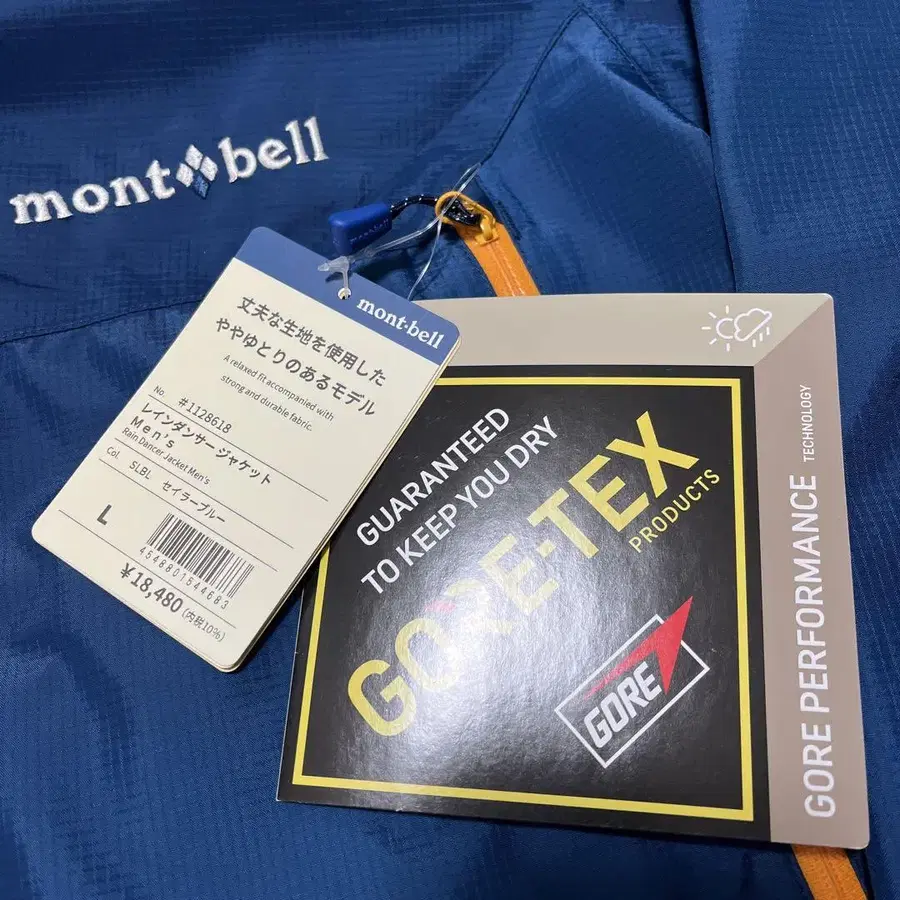 mont bell
mont-bell
丈夫な生地を使用した
ややゆとりのあるモデル
A relaxed fit accompanied with
strong and durable fabric.
No. #1128618
レインダンサージャケット
Men's
Rain Dancer Jacket Men's
Col. SLBL セイラーブルー
L
4548801544683
¥18,480 (内税10%)
GUARANTEED
TO KEEP YOU DRY
GORE-TEX
PRODUCTS
GORE
GORE PERFORMANCE TECHNOLOGY